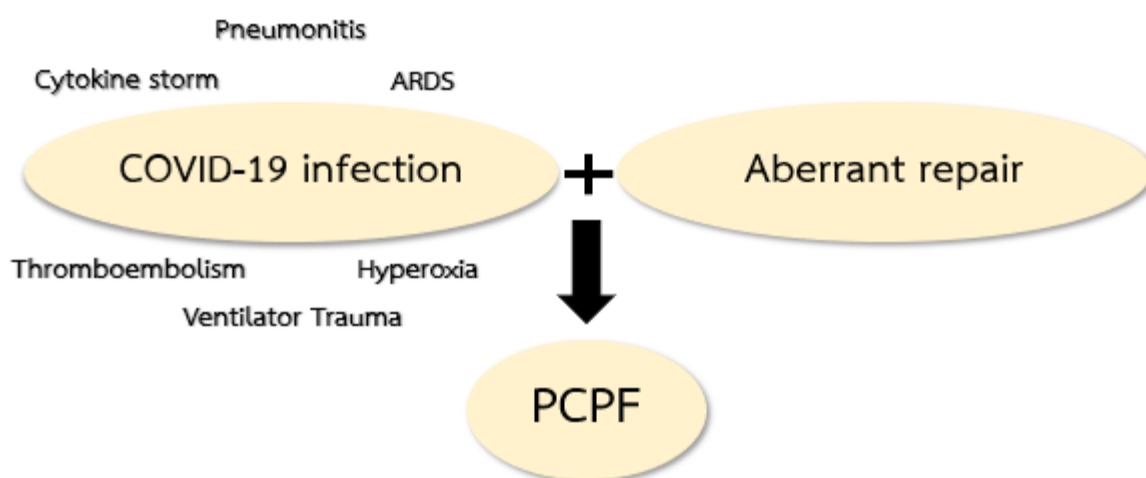 Pneumonitis
Cytokine storm
ARDS
COVID-19 infection
+
Aberrant repair
Thromboembolism
Hyperoxia
Ventilator Trauma
PCPF